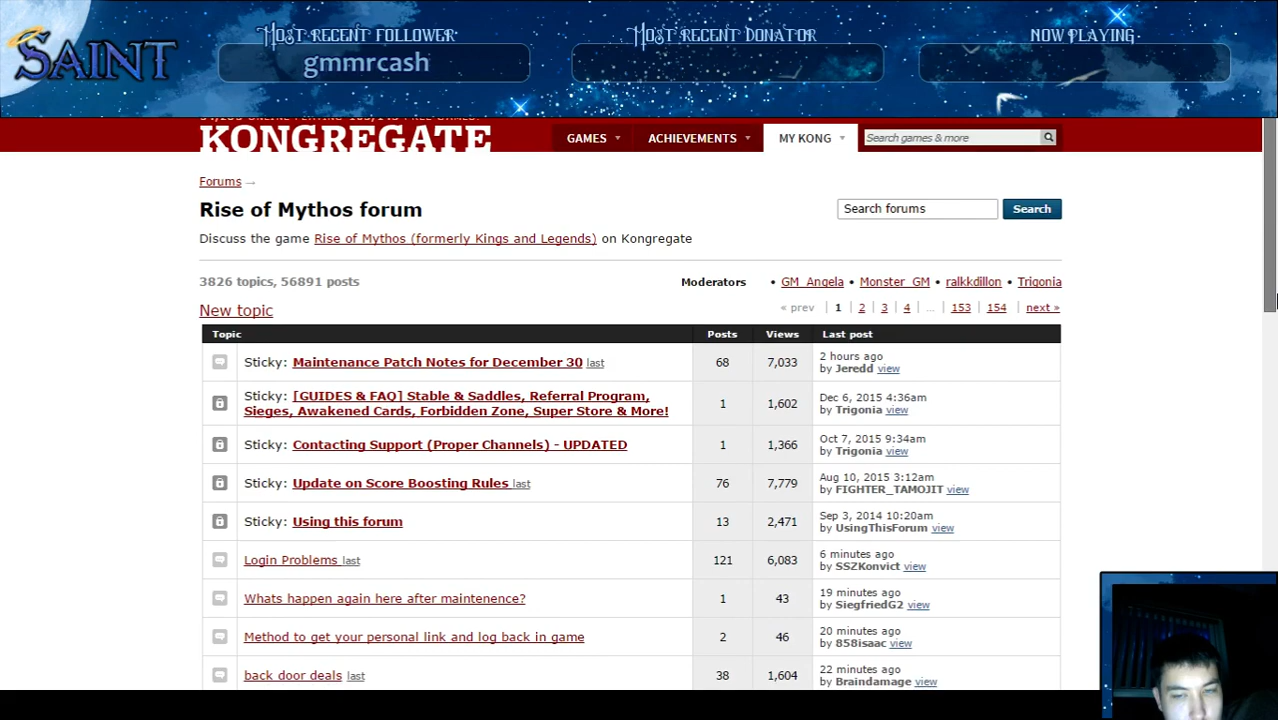 SAINT
MOST RECENT FOLLOWER
gmmrcash
MOST RECENT DONATOR
NOW PLAYING
KONGREGATE
GAMES
ACHIEVEMENTS
MY KONG
Search games & more
Forums →
Rise of Mythos forum
Search forums
Search
Discuss the game Rise of Mythos (formerly Kings and Legends) on Kongregate
3826 topics, 56891 posts
Moderators • GM_Angela • Monster_GM • ralkkdillon • Trigonia
New topic
« prev | 1 | 2 | 3 | 4 | ... | 153 | 154 | next »
Topic Posts Views Last post
Sticky: Maintenance Patch Notes for December 30 last 68 7,033 2 hours ago
by Jeredd view
Sticky: [GUIDES & FAQ] Stable & Saddles, Referral Program,
Sieges, Awakened Cards, Forbidden Zone, Super Store & More! 1 1,602 Dec 6, 2015 4:36am
by Trigonia view
Sticky: Contacting Support (Proper Channels) - UPDATED 1 1,366 Oct 7, 2015 9:34am
by Trigonia view
Sticky: Update on Score Boosting Rules last 76 7,779 Aug 10, 2015 3:12am
by FIGHTER_TAMOJIT view
Sticky: Using this forum 13 2,471 Sep 3, 2014 10:20am
by UsingThisForum view
Login Problems last 121 6,083 6 minutes ago
by SSZKonvict view
Whats happen again here after maintenence? 1 43 19 minutes ago
by SiegfriedG2 view
Method to get your personal link and log back in game 2 46 20 minutes ago
by 858isaac view
back door deals last 38 1,604 22 minutes ago
by Braindamage view